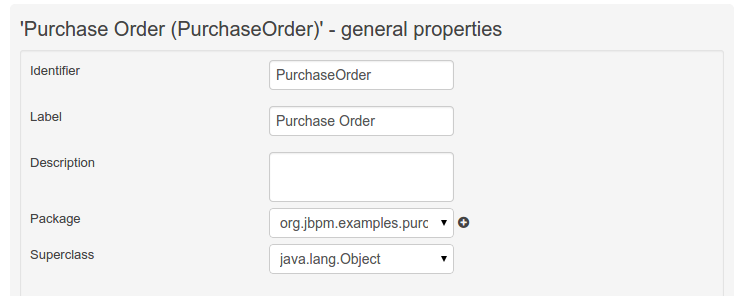 'Purchase Order (PurchaseOrder)' - general properties
Identifier PurchaseOrder
Label Purchase Order
Description
Package org.jbpm.examples.purc
Superclass java.lang.Object